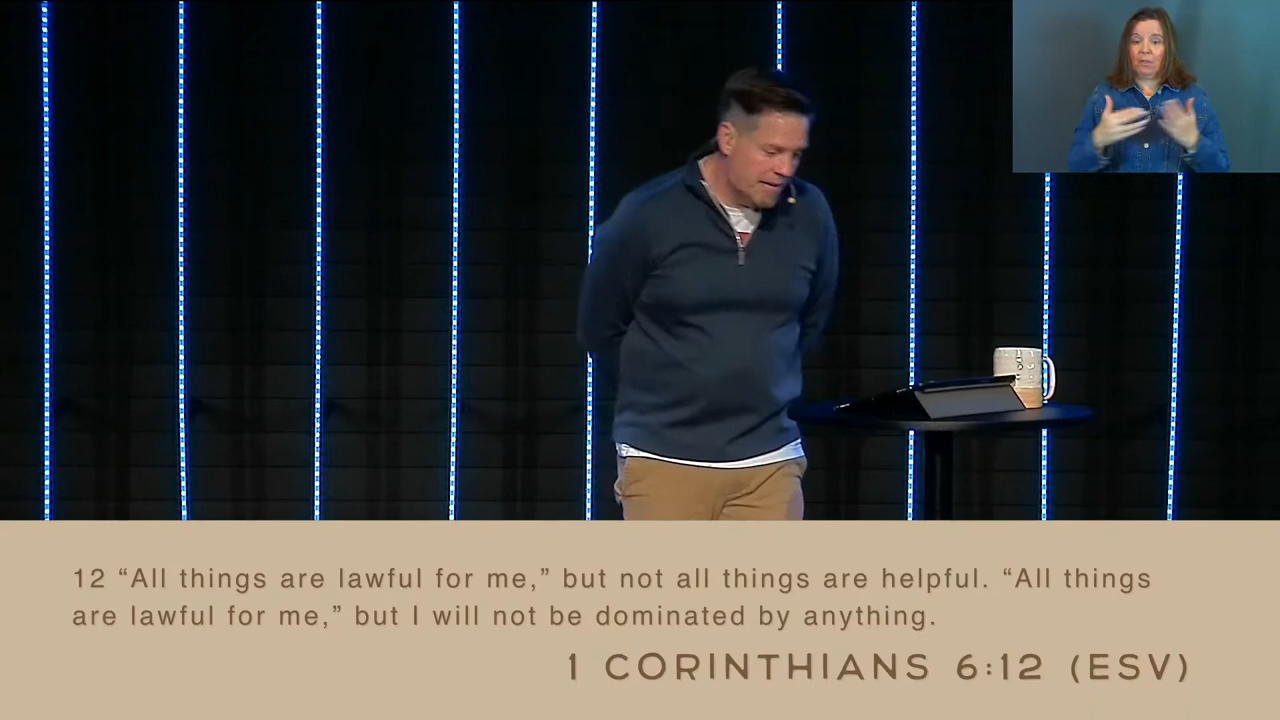 12 “All things are lawful for me,” but not all things are helpful. “All things
are lawful for me,” but I will not be dominated by anything.
1 CORINTHIANS 6:12 (ESV)